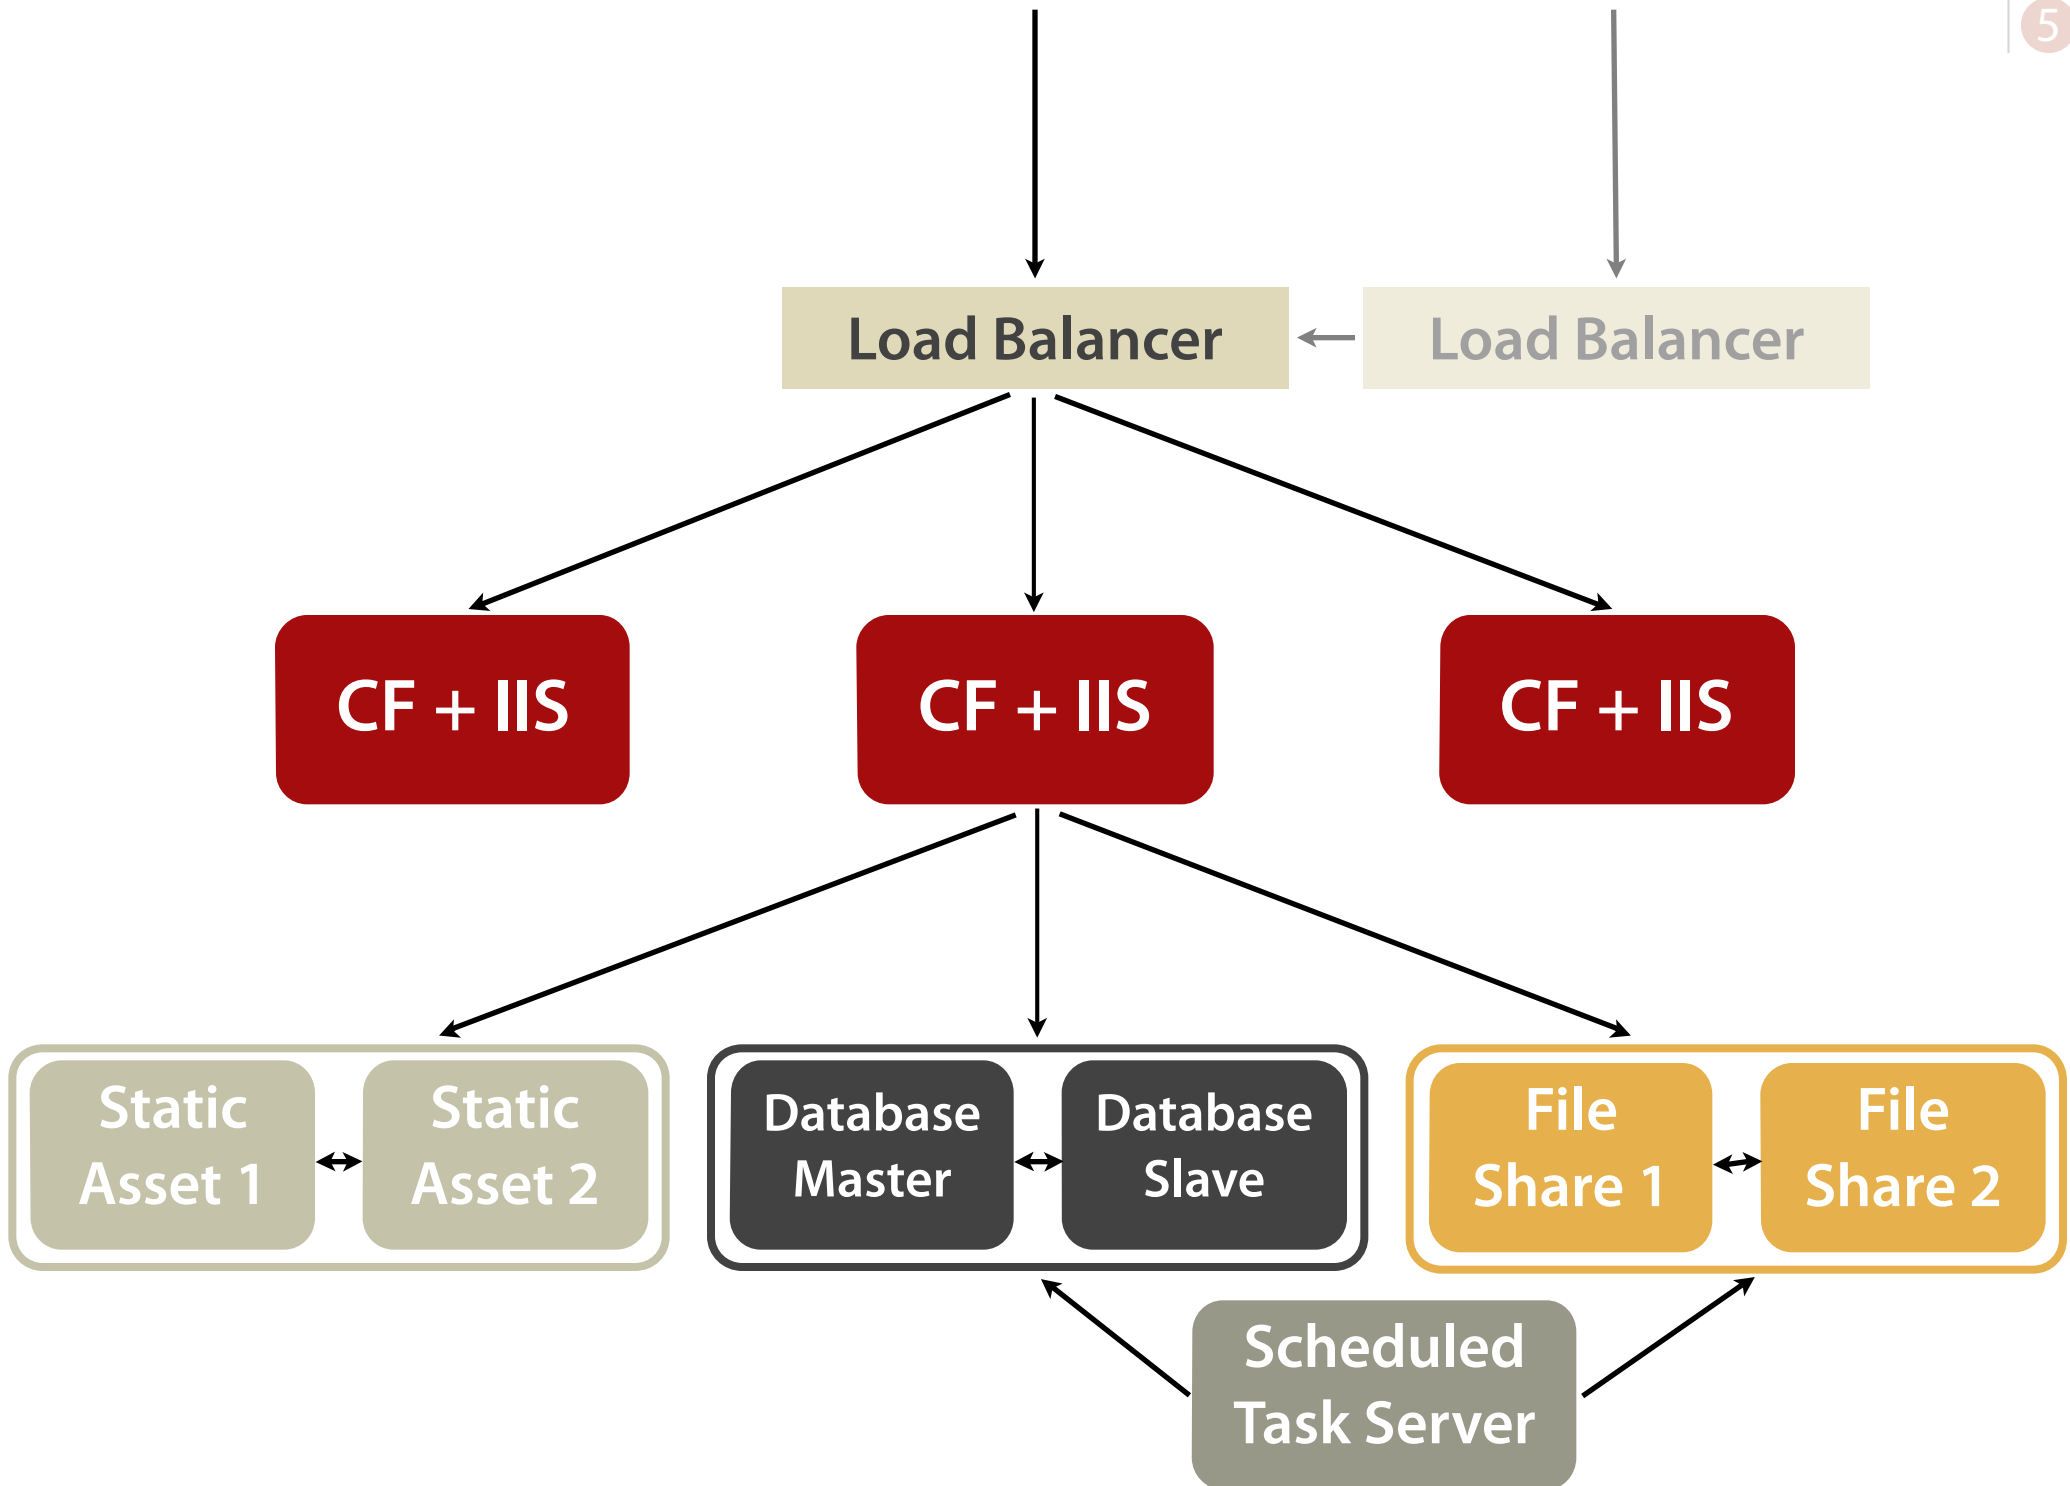 5
Load Balancer
Load Balancer
CF + IIS
CF + IIS
CF + IIS
Static
Asset 1
Static
Asset 2
Database
Master
Database
Slave
File
Share 1
File
Share 2
Scheduled
Task Server